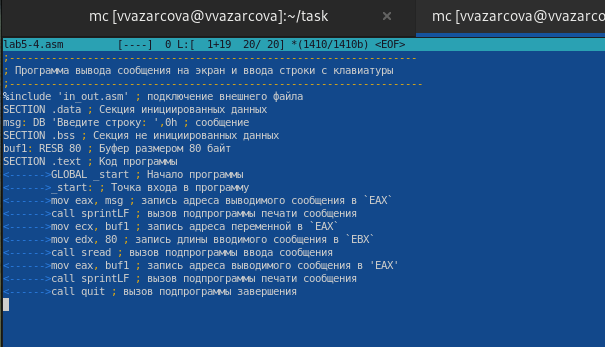 mc [vvazarcova@vvazarcova]:~/task × mc [vvazarcova@vvazarco
lab5-4.asm [----] 0 L:[ 1+19 20/ 20] *(1410/1410b) <EOF>
;--------------------------------------------------------------------
; Программа вывода сообщения на экран и ввода строки с клавиатуры
;---------------------------------------------------------------------
%include 'in_out.asm' ; подключение внешнего файла
SECTION .data ; Секция инициированных данных
msg: DB 'Введите строку: ',0h ; сообщение
SECTION .bss ; Секция не инициированных данных
buf1: RESB 80 ; Буфер размером 80 байт
SECTION .text ; Код программы
<------>GLOBAL _start ; Начало программы
<------>_start: ; Точка входа в программу
<------>mov eax, msg ; запись адреса выводимого сообщения в `EAX`
<------>call sprintLF ; вызов подпрограммы печати сообщения
<------>mov ecx, buf1 ; запись адреса переменной в `EAX`
<------>mov edx, 80 ; запись длины вводимого сообщения в `EBX`
<------>call sread ; вызов подпрограммы ввода сообщения
<------>mov eax, buf1 ; запись адреса выводимого сообщения в 'EAX'
<------>call sprintLF ; вызов подпрограммы печати сообщения
<------>call quit ; вызов подпрограммы завершения